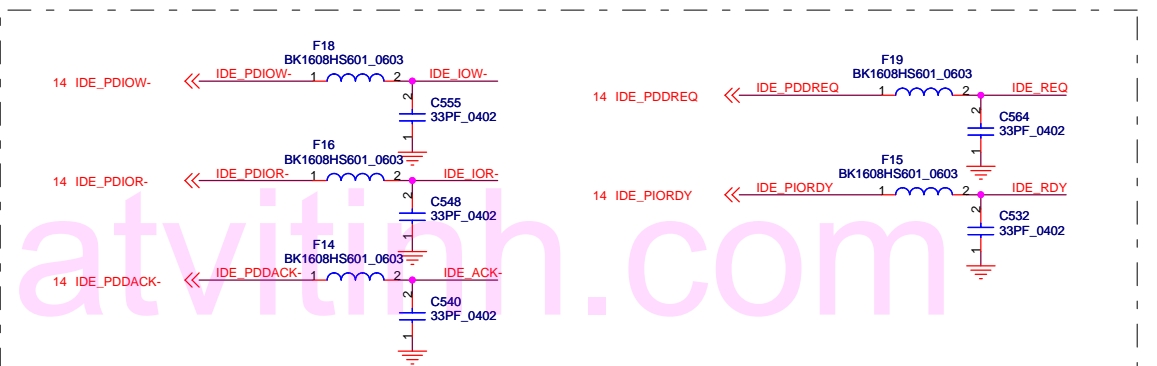 F18
BK1608HS601_0603
14 IDE_PDIOW-
IDE_PDIOW-
1
2
IDE_IOW-
2
C555
33PF_0402
1
F16
BK1608HS601_0603
14 IDE_PDIOR-
IDE_PDIOR-
1
2
IDE_IOR-
2
C548
33PF_0402
1
F14
BK1608HS601_0603
14 IDE_PDDACK-
IDE_PDDACK-
1
2
IDE_ACK-
2
C540
33PF_0402
1
F19
BK1608HS601_0603
14 IDE_PDDREQ
IDE_PDDREQ
1
2
IDE_REQ
2
C564
33PF_0402
1
F15
BK1608HS601_0603
14 IDE_PIORDY
IDE_PIORDY
1
2
IDE_RDY
2
C532
33PF_0402
1
atvitinh.com